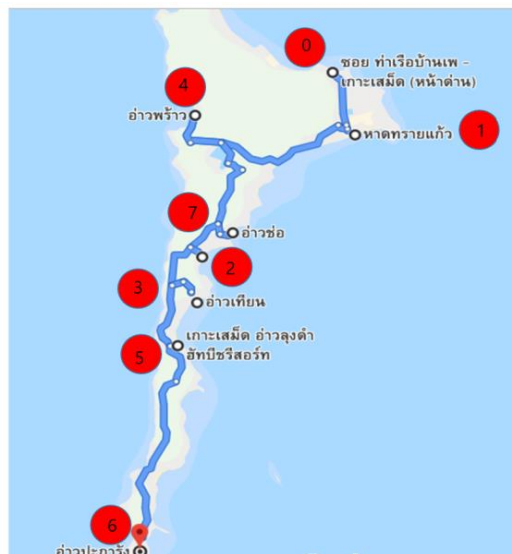 0
ซอย ท่าเรือบ้านเพ -
เกาะเสม็ด (หน้าด่าน)
4
อ่าวพร้าว
หาดทรายแก้ว
1
7
อ่าวช่อ
2
3
อ่าวเทียน
เกาะเสม็ด อ่าวลุงดำ
ฮัทบีชรีสอร์ท
5
6
อ่าวปะการัง